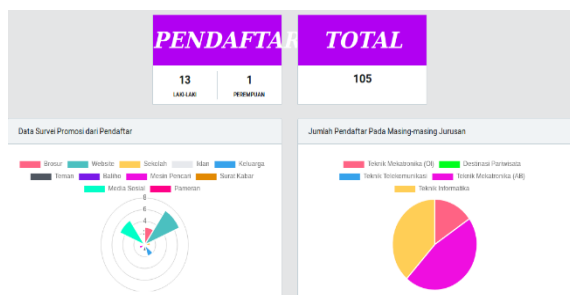 PENDAFTAR
TOTAL
13
1
105
LAKI-LAKI
PEREMPUAN
Data Survei Promosi dari Pendaftar
Jumlah Pendaftar Pada Masing-masing Jurusan
Brosur Website Sekolah Iklan Keluarga
Teman Baliho Mesin Pencari Surat Kabar
Media Sosial Pameran
Teknik Mekatronika (OI) Destinasi Pariwisata
Teknik Telekomunikasi Teknik Mekatronika (AB)
Teknik Informatika
8
6
4